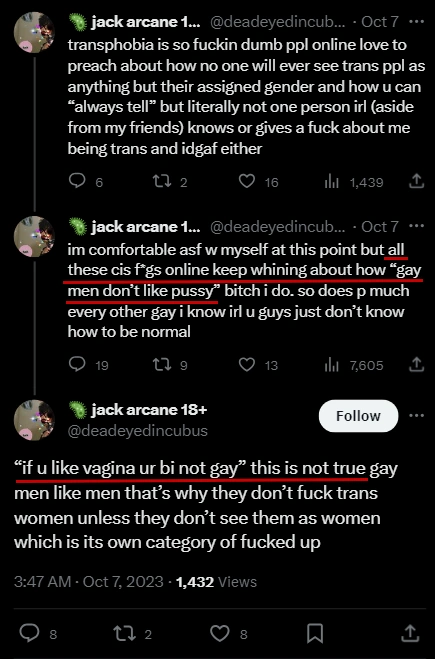 jack arcane 1... @deadeyedincub... · Oct 7 ···
transphobia is so fuckin dumb ppl online love to
preach about how no one will ever see trans ppl as
anything but their assigned gender and how u can
“always tell” but literally not one person irl (aside
from my friends) knows or gives a fuck about me
being trans and idgaf either
6 2 16 1,439
jack arcane 1... @deadeyedincub... · Oct 7 ···
im comfortable asf w myself at this point but all
these cis f*gs online keep whining about how “gay
men don’t like pussy” bitch i do. so does p much
every other gay i know irl u guys just don’t know
how to be normal
19 9 13 7,605
jack arcane 18+
@deadeyedincubus
Follow ···
“if u like vagina ur bi not gay” this is not true gay
men like men that’s why they don’t fuck trans
women unless they don’t see them as women
which is its own category of fucked up
3:47 AM · Oct 7, 2023 · 1,432 Views
8 2 8